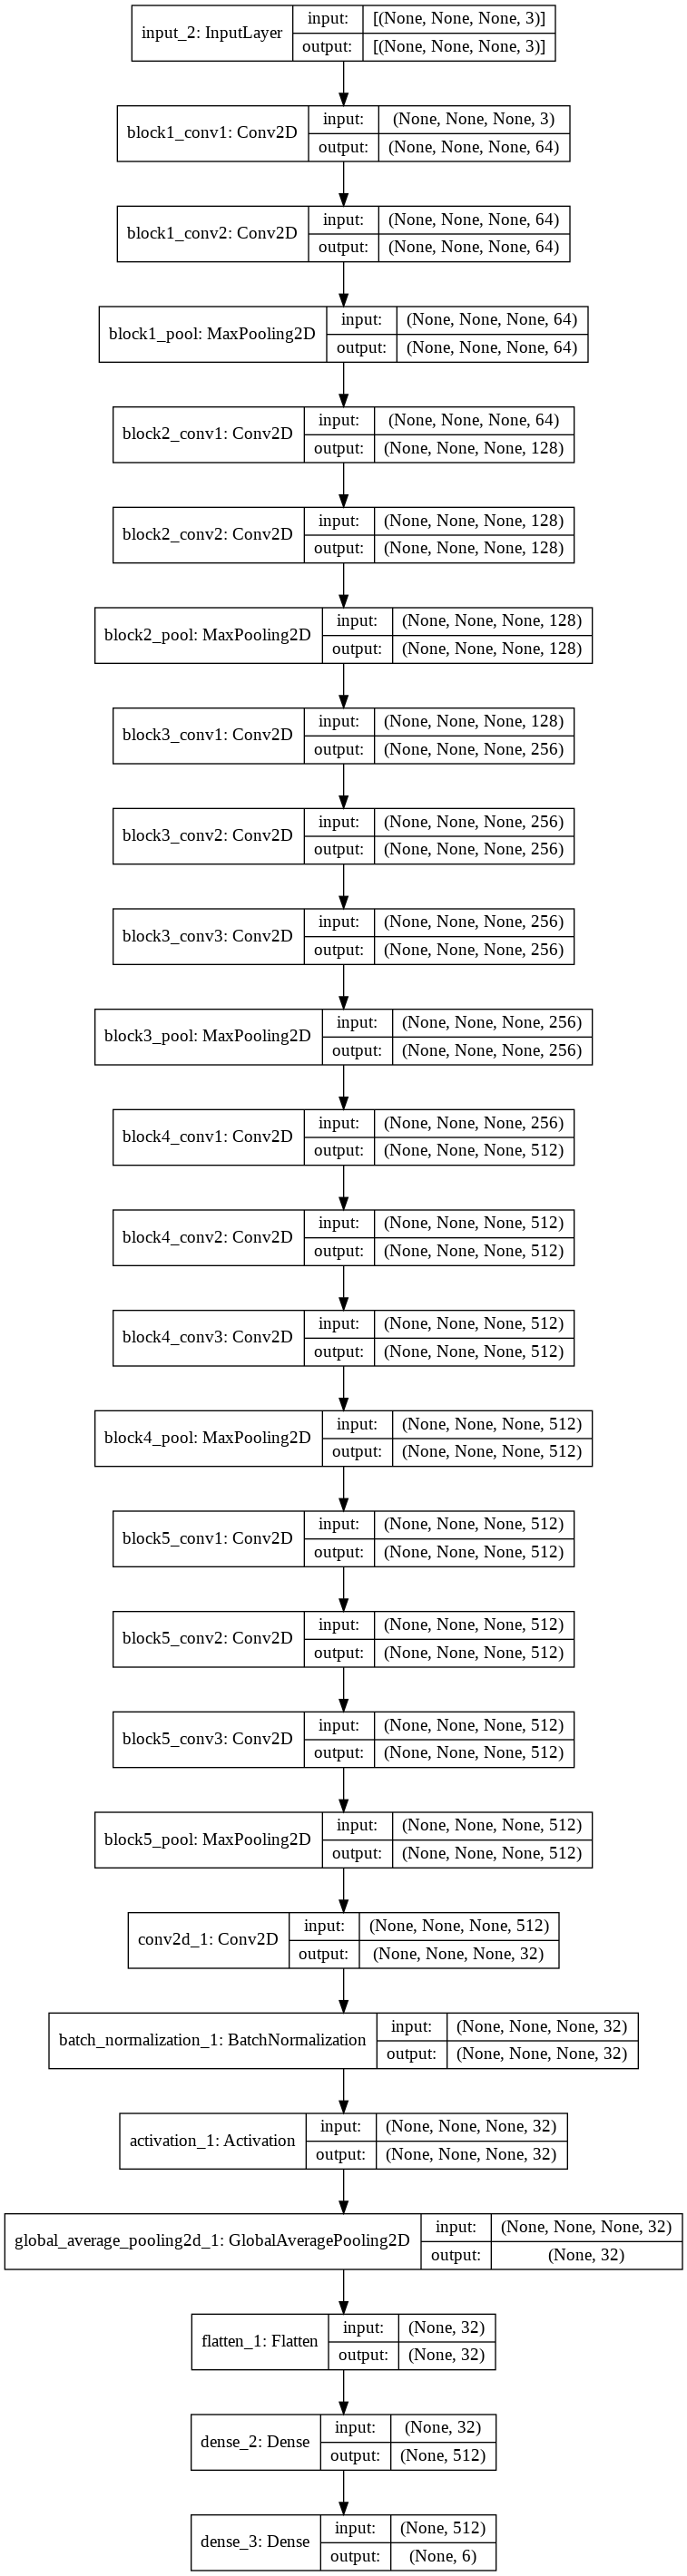 input_2: InputLayer
input: [(None, None, None, 3)]
output: [(None, None, None, 3)]
block1_conv1: Conv2D
input: (None, None, None, 3)
output: (None, None, None, 64)
block1_conv2: Conv2D
input: (None, None, None, 64)
output: (None, None, None, 64)
block1_pool: MaxPooling2D
input: (None, None, None, 64)
output: (None, None, None, 64)
block2_conv1: Conv2D
input: (None, None, None, 64)
output: (None, None, None, 128)
block2_conv2: Conv2D
input: (None, None, None, 128)
output: (None, None, None, 128)
block2_pool: MaxPooling2D
input: (None, None, None, 128)
output: (None, None, None, 128)
block3_conv1: Conv2D
input: (None, None, None, 128)
output: (None, None, None, 256)
block3_conv2: Conv2D
input: (None, None, None, 256)
output: (None, None, None, 256)
block3_conv3: Conv2D
input: (None, None, None, 256)
output: (None, None, None, 256)
block3_pool: MaxPooling2D
input: (None, None, None, 256)
output: (None, None, None, 256)
block4_conv1: Conv2D
input: (None, None, None, 256)
output: (None, None, None, 512)
block4_conv2: Conv2D
input: (None, None, None, 512)
output: (None, None, None, 512)
block4_conv3: Conv2D
input: (None, None, None, 512)
output: (None, None, None, 512)
block4_pool: MaxPooling2D
input: (None, None, None, 512)
output: (None, None, None, 512)
block5_conv1: Conv2D
input: (None, None, None, 512)
output: (None, None, None, 512)
block5_conv2: Conv2D
input: (None, None, None, 512)
output: (None, None, None, 512)
block5_conv3: Conv2D
input: (None, None, None, 512)
output: (None, None, None, 512)
block5_pool: MaxPooling2D
input: (None, None, None, 512)
output: (None, None, None, 512)
conv2d_1: Conv2D
input: (None, None, None, 512)
output: (None, None, None, 32)
batch_normalization_1: BatchNormalization
input: (None, None, None, 32)
output: (None, None, None, 32)
activation_1: Activation
input: (None, None, None, 32)
output: (None, None, None, 32)
global_average_pooling2d_1: GlobalAveragePooling2D
input: (None, None, None, 32)
output: (None, 32)
flatten_1: Flatten
input: (None, 32)
output: (None, 32)
dense_2: Dense
input: (None, 32)
output: (None, 512)
dense_3: Dense
input: (None, 512)
output: (None, 6)